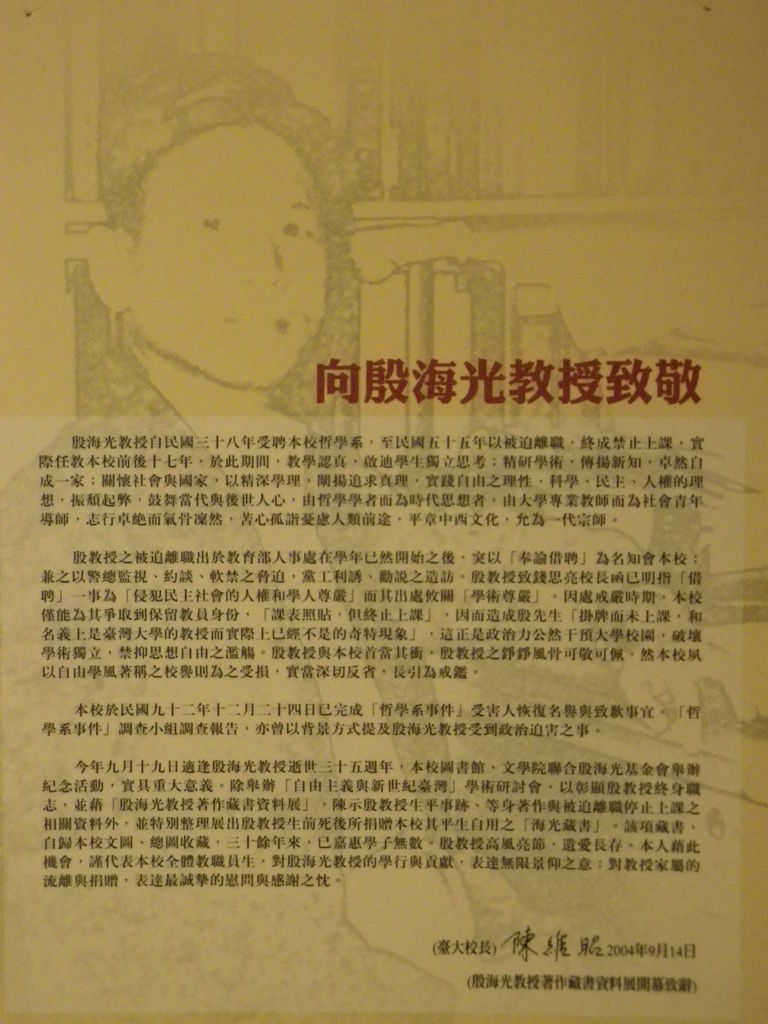 向殷海光教授致敬
殷海光教授自民國三十八年受聘本校哲學系，至民國五十五年以被迫離職，終成禁止上課，實
際任教本校前後十七年，於此期間，教學認真，啟迪學生獨立思考；精研學術，傳揚新知，卓然自
成一家；關懷社會與國家，以精深學理，闡揚追求真理，實踐自由之理性、科學、民主、人權的理
想，振頹起弊，鼓舞當代與後世人心，由哲學學者而為時代思想者，由大學專業教師而為社會青年
導師，志行卓絶而氣骨凜然，苦心孤詣憂慮人類前途，平章中西文化，允為一代宗師。
殷教授之被迫離職出於教育部人事處在學年已然開始之後，突以「奉諭借聘」為名知會本校；
兼之以警總監視、約談、軟禁之脅迫，黨工利誘、勸說之造訪。殷教授致錢思亮校長函已明指「借
聘」一事為「侵犯民主社會的人權和學人尊嚴」而其出處攸關「學術尊嚴」。因處戒嚴時期，本校
僅能為其爭取到保留教員身份，「課表照貼，但終止上課」，因而造成殷先生「掛牌而未上課，和
名義上是臺灣大學的教授而實際上已經不是的奇特現象」，這正是政治力公然干預大學校園，破壞
學術獨立，禁抑思想自由之濫觴。殷教授與本校首當其衝，殷教授之錚錚風骨可敬可佩，然本校夙
以自由學風著稱之校譽則為之受損，實當深切反省，長引為戒鑑。
本校於民國九十二年十二月二十四日已完成「哲學系事件」受害人恢復名譽與致歉事宜。「哲
學系事件」調查小組調查報告，亦曾以背景方式提及殷海光教授受到政治迫害之事。
今年九月十九日適逢殷海光教授逝世三十五週年，本校圖書館、文學院聯合殷海光基金會舉辦
紀念活動，實具重大意義。除舉辦「自由主義與新世紀臺灣」學術研討會，以彰顯殷教授終身職
志，並藉「殷海光教授著作藏書資料展」，陳示殷教授生平事跡、等身著作與被迫離職停止上課之
相關資料外，並特別整理展出殷教授生前死後所捐贈本校其平生自用之「海光藏書」。該項藏書，
自歸本校文圖、總圖收藏，三十餘年來，已嘉惠學子無數。殷教授高風亮節，遺愛長存。本人藉此
機會，謹代表本校全體教職員生，對殷海光教授的學行與貢獻，表達無限景仰之意；對教授家屬的
流離與捐贈，表達最誠摯的慰問與感謝之忱。
(臺大校長) 陳維昭 2004年9月14日
(殷海光教授著作藏書資料展開幕致辭)